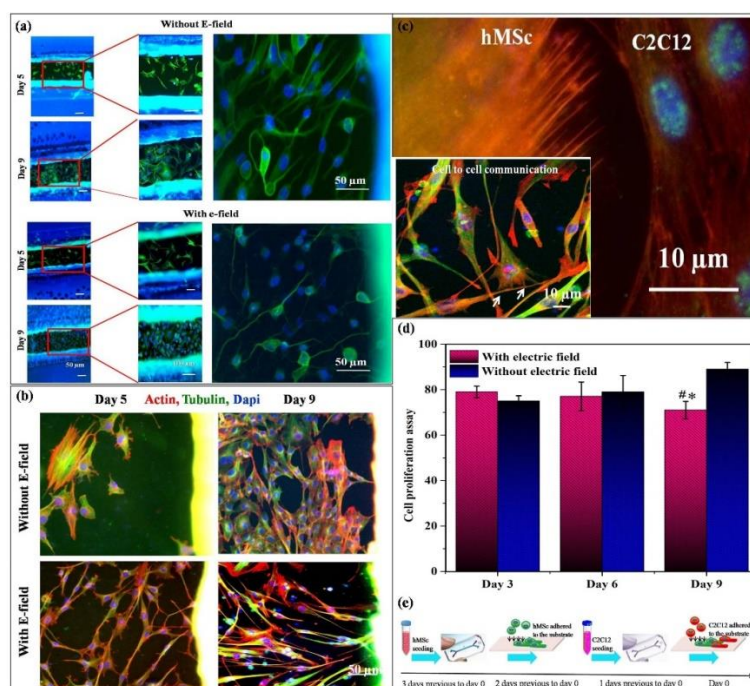 (a)
Without E-field
Day 5
Day 9
50 µm
With e-field
Day 5
Day 9
50 µm
50 µm
(b)
Day 5 Actin, Tubulin, Dapi Day 9
Without E-field
With E-field
50 µm
(c)
hMSc
C2C12
Cell to cell communication
10 µm
10 µm
(d)
With electric field
Without electric field
# *
Cell proliferation assay
100
80
60
40
20
0
Day 3 Day 6 Day 9
(e)
hMSc seeding
hMSc adhered to the substrate
C2C12 seeding
C2C12 adhered to the substrate
3 days previous to day 0 2 days previous to day 0 1 days previous to day 0 Day 0